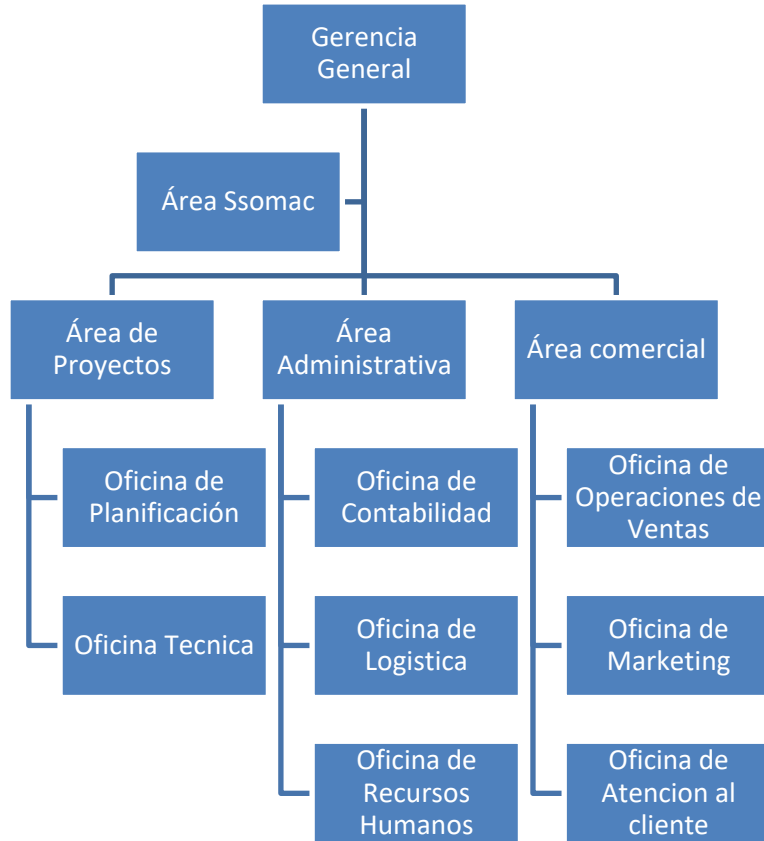 Gerencia
General
Área Ssomac
Área de
Proyectos
Área
Administrativa
Área comercial
Oficina de
Planificación
Oficina de
Contabilidad
Oficina de
Operaciones de
Ventas
Oficina Tecnica
Oficina de
Logistica
Oficina de
Marketing
Oficina de
Recursos
Humanos
Oficina de
Atencion al
cliente